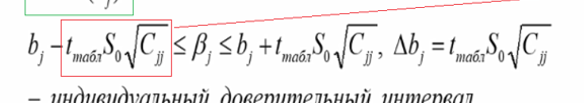 b_j − t_табл S_0 √C_jj ≤ β_j ≤ b_j + t_табл S_0 √C_jj, Δb_j = t_табл S_0 √C_jj
– индивидуальный доверительный интервал